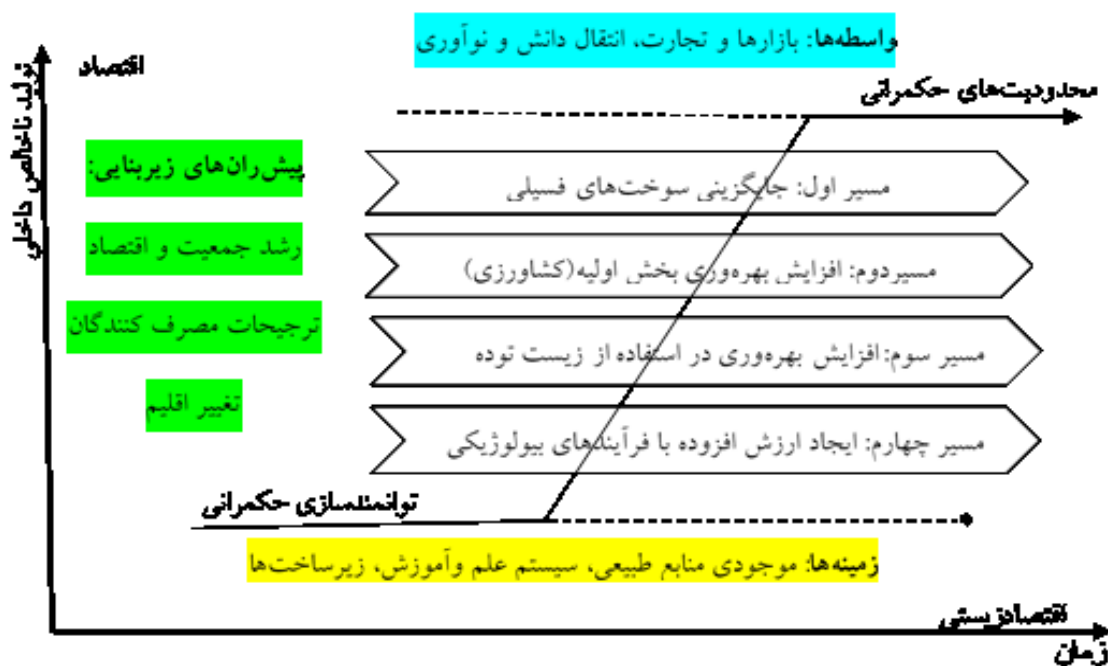 واسطه‌ها: بازارها و تجارت، انتقال دانش و نوآوری
اقتصاد
تولید ناخالص داخلی
محدودیت‌های حکمرانی
پیش‌ران‌های زیربنایی:
مسیر اول: جایگزینی سوخت‌های فسیلی
رشد جمعیت و اقتصاد
مسیردوم: افزایش بهره‌وری بخش اولیه(کشاورزی)
ترجیحات مصرف کنندگان
مسیر سوم: افزایش بهره‌وری در استفاده از زیست توده
تغییر اقلیم
مسیر چهارم: ایجاد ارزش افزوده با فرآیندهای بیولوژیکی
توانمندسازی حکمرانی
زمینه‌ها: موجودی منابع طبیعی، سیستم علم وآموزش، زیرساخت‌ها
اقتصادزیستی
زمان